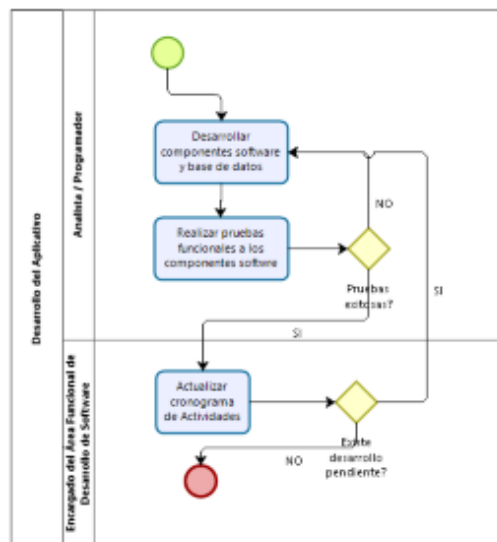 Desarrollo del Aplicativo
Analista / Programador
Desarrollar
componentes software
y base de datos
Realizar pruebas
funcionales a los
componentes softwre
NO
Pruebas
exitosas?
SI
SI
Encargado del Área Funcional de
Desarrollo de Software
Actualizar
cronograma
de Actividades
Existe
desarrollo
pendiente?
NO